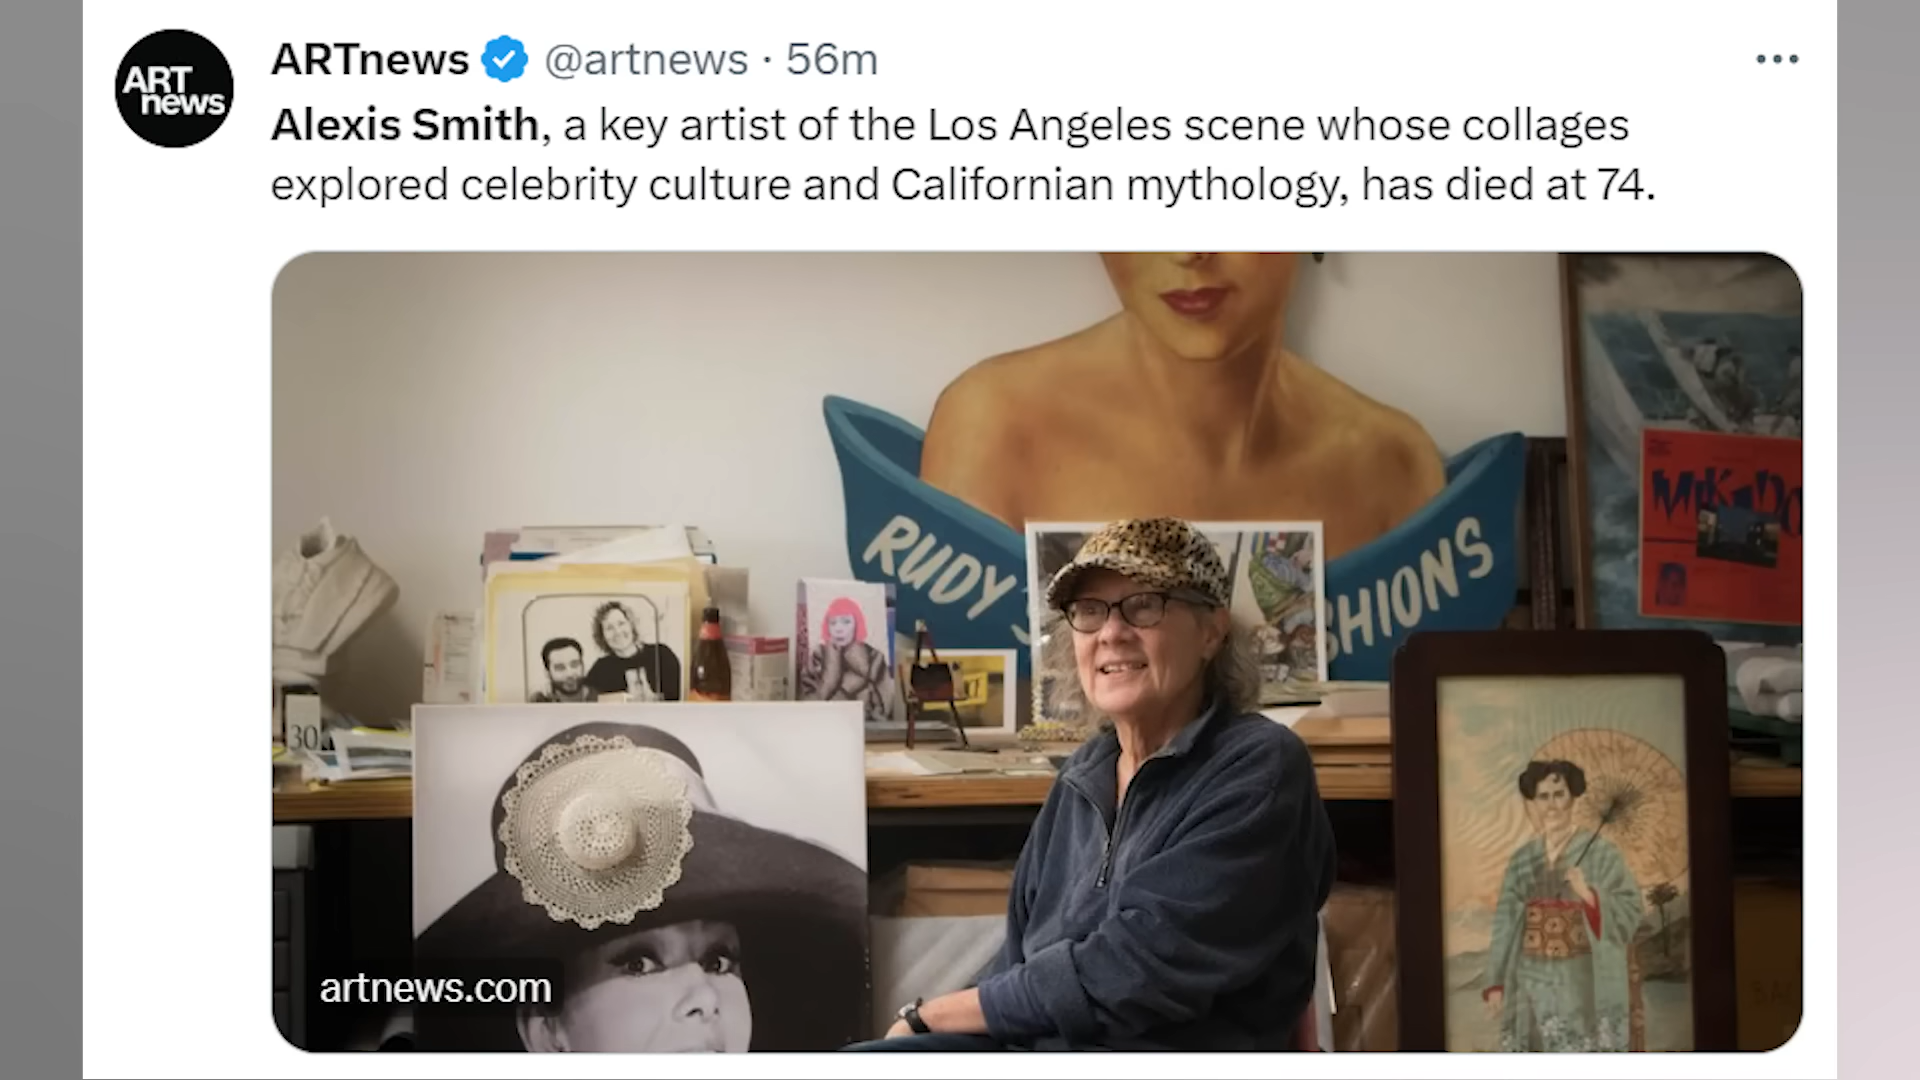 ART
news
ARTnews @artnews · 56m
Alexis Smith, a key artist of the Los Angeles scene whose collages
explored celebrity culture and Californian mythology, has died at 74.
RUDY
SHIONS
30
artnews.com